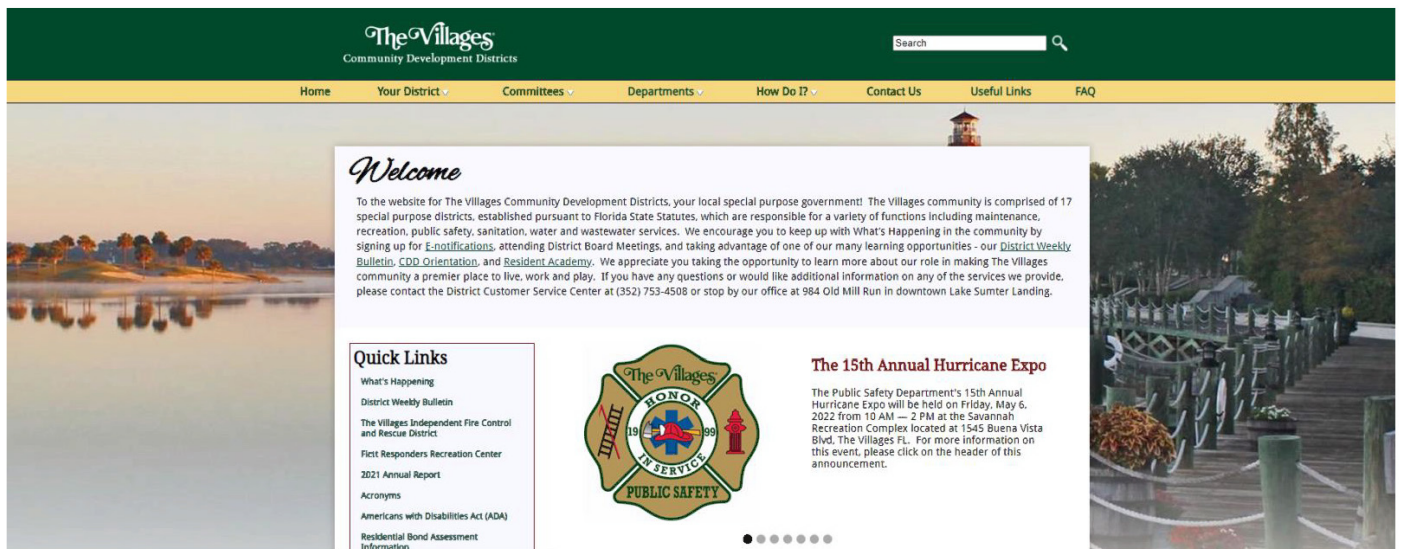 The Villages
Community Development Districts
Search
Home Your District Committees Departments How Do I? Contact Us Useful Links FAQ
Welcome
To the website for The Villages Community Development Districts, your local special purpose government! The Villages community is comprised of 17
special purpose districts, established pursuant to Florida State Statutes, which are responsible for a variety of functions including maintenance,
recreation, public safety, sanitation, water and wastewater services. We encourage you to keep up with What's Happening in the community by
signing up for E-notifications, attending District Board Meetings, and taking advantage of one of our many learning opportunities - our District Weekly
Bulletin, CDD Orientation, and Resident Academy. We appreciate you taking the opportunity to learn more about our role in making The Villages
community a premier place to live, work and play. If you have any questions or would like additional information on any of the services we provide,
please contact the District Customer Service Center at (352) 753-4508 or stop by our office at 984 Old Mill Run in downtown Lake Sumter Landing.
Quick Links
What's Happening
District Weekly Bulletin
The Villages Independent Fire Control
and Rescue District
First Responders Recreation Center
2021 Annual Report
Acronyms
Americans with Disabilities Act (ADA)
Residential Bond Assessment
Information
The Villages
HONOR
19 99
IN SERVICE
PUBLIC SAFETY
The 15th Annual Hurricane Expo
The Public Safety Department's 15th Annual
Hurricane Expo will be held on Friday, May 6,
2022 from 10 AM — 2 PM at the Savannah
Recreation Complex located at 1545 Buena Vista
Blvd, The Villages FL. For more information on
this event, please click on the header of this
announcement.